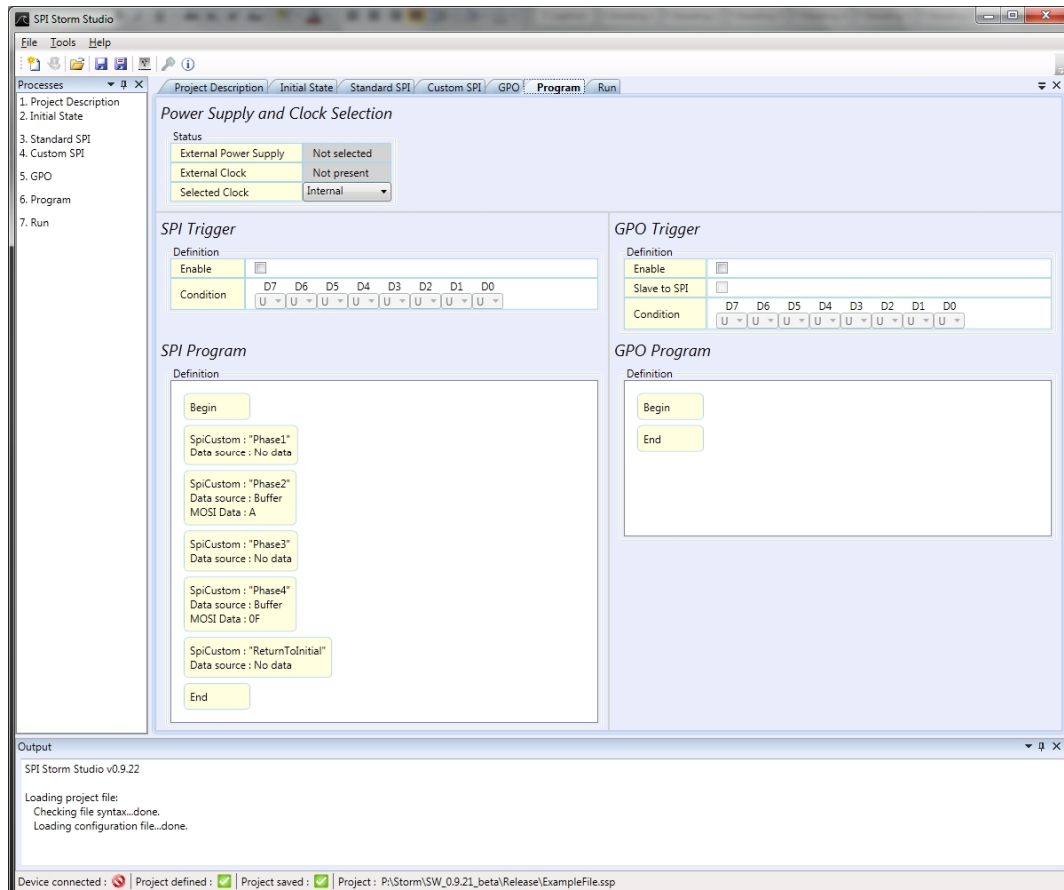 SPI Storm Studio
File Tools Help
Processes
1. Project Description
2. Initial State
3. Standard SPI
4. Custom SPI
5. GPO
6. Program
7. Run
Project Description Initial State Standard SPI Custom SPI GPO Program Run
Power Supply and Clock Selection
Status
External Power Supply Not selected
External Clock Not present
Selected Clock Internal
SPI Trigger
Definition
Enable
D7 D6 D5 D4 D3 D2 D1 D0
Condition U U U U U U U U
SPI Program
Definition
Begin
SpiCustom : "Phase1"
Data source : No data
SpiCustom : "Phase2"
Data source : Buffer
MOSI Data : A
SpiCustom : "Phase3"
Data source : No data
SpiCustom : "Phase4"
Data source : Buffer
MOSI Data : 0F
SpiCustom : "ReturnToInitial"
Data source : No data
End
GPO Trigger
Definition
Enable
Slave to SPI
D7 D6 D5 D4 D3 D2 D1 D0
Condition U U U U U U U U
GPO Program
Definition
Begin
End
Output
SPI Storm Studio v0.9.22
Loading project file:
Checking file syntax...done.
Loading configuration file...done.
Device connected : Project defined : Project saved : Project : P:\Storm\SW_0.9.21_beta\Release\ExampleFile.ssp